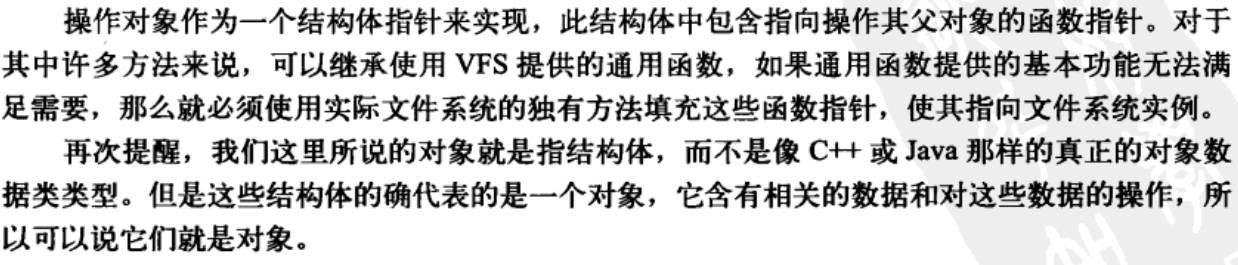 操作对象作为一个结构体指针来实现，此结构体中包含指向操作其父对象的函数指针。对于
其中许多方法来说，可以继承使用 VFS 提供的通用函数，如果通用函数提供的基本功能无法满
足需要，那么就必须使用实际文件系统的独有方法填充这些函数指针，使其指向文件系统实例。
再次提醒，我们这里所说的对象就是指结构体，而不是像 C++ 或 Java 那样的真正的对象数
据类类型。但是这些结构体的确代表的是一个对象，它含有相关的数据和对这些数据的操作，所
以可以说它们就是对象。